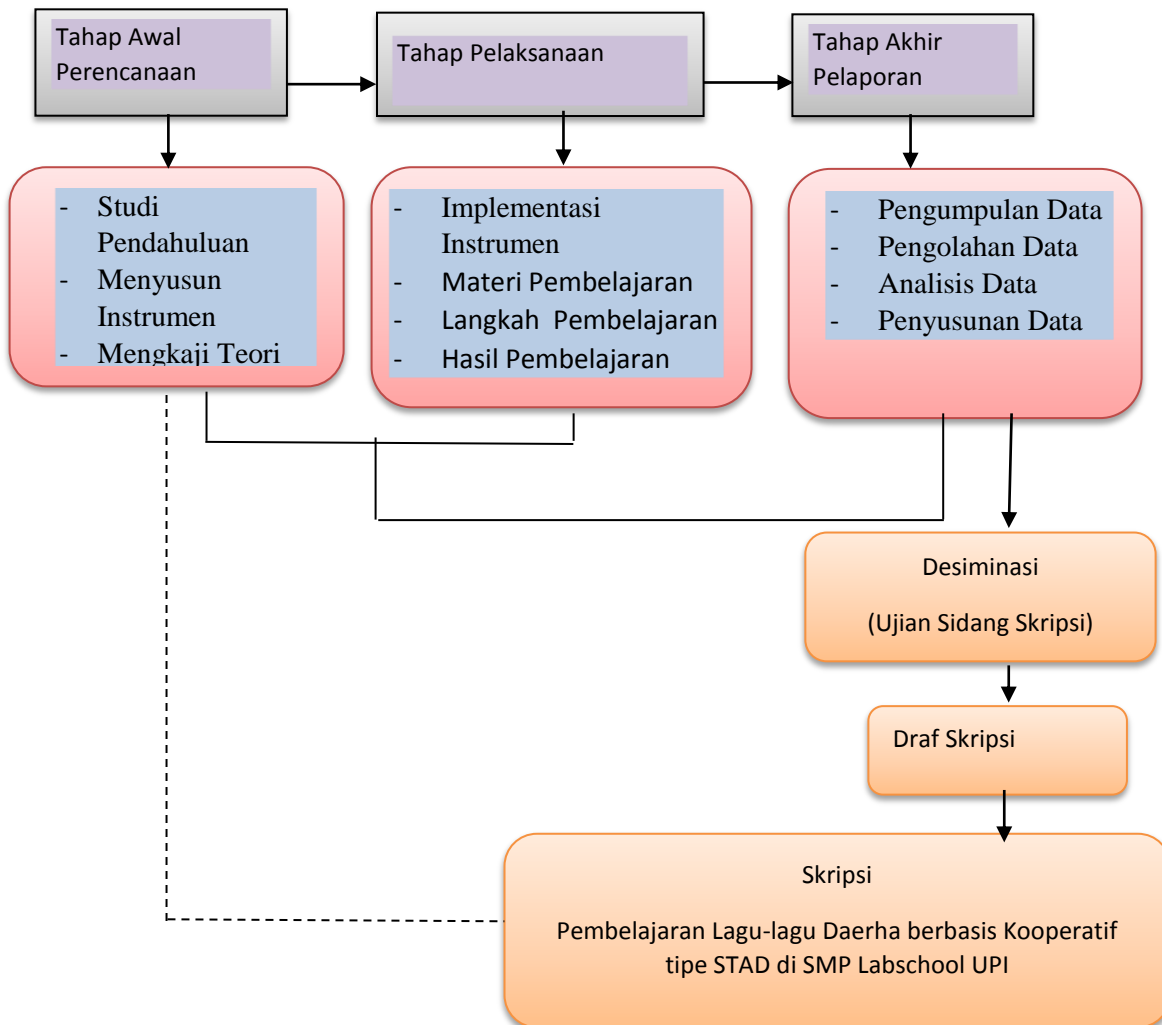 Tahap Awal
Perencanaan
Tahap Pelaksanaan
Tahap Akhir
Pelaporan
- Studi
Pendahuluan
- Menyusun
Instrumen
- Mengkaji Teori
- Implementasi
Instrumen
- Materi Pembelajaran
- Langkah Pembelajaran
- Hasil Pembelajaran
- Pengumpulan Data
- Pengolahan Data
- Analisis Data
- Penyusunan Data
Desiminasi
(Ujian Sidang Skripsi)
Draf Skripsi
Skripsi
Pembelajaran Lagu-lagu Daerha berbasis Kooperatif
tipe STAD di SMP Labschool UPI